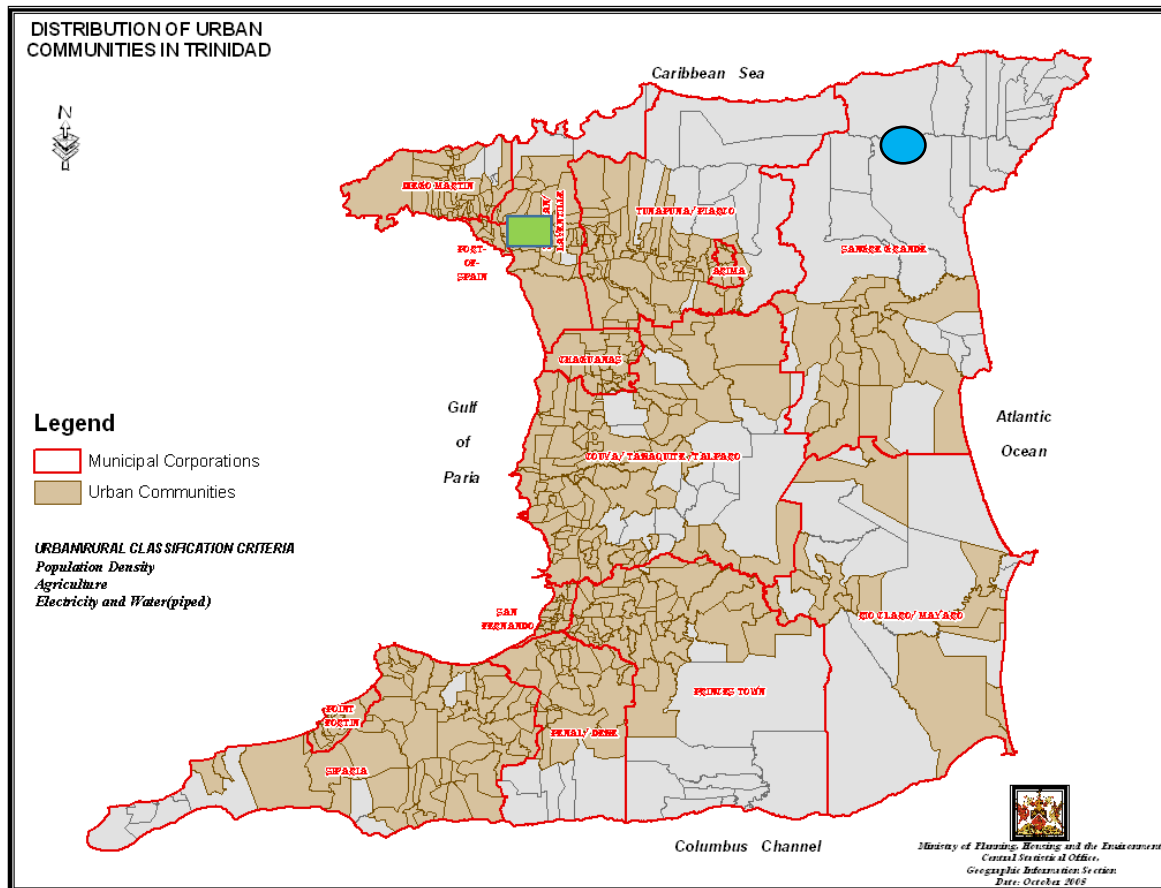 DISTRIBUTION OF URBAN
COMMUNITIES IN TRINIDAD
N
Caribbean Sea
DIEGO MARTIN
LAVENTILLE
TUNAPUNA/ PIARCO
PORT-
OF-
SPAIN
ARIMA
SANGRE GRANDE
CHAGUANAS
Gulf
of
Paria
Atlantic
Ocean
Legend
Municipal Corporations
Urban Communities
COUVA/ TABAQUITE/ TALPARO
URBAN/RURAL CLASSIFICATION CRITERIA
Population Density
Agriculture
Electricity and Water(piped)
SAN
FERNANDO
RIO CLARO/ MAYARO
PRINCES TOWN
POINT
FORTIN
PENAL/ DEBE
SIPARIA
Columbus Channel
Ministry of Planning, Housing and the Environment
Central Statistical Office,
Geographic Information Section